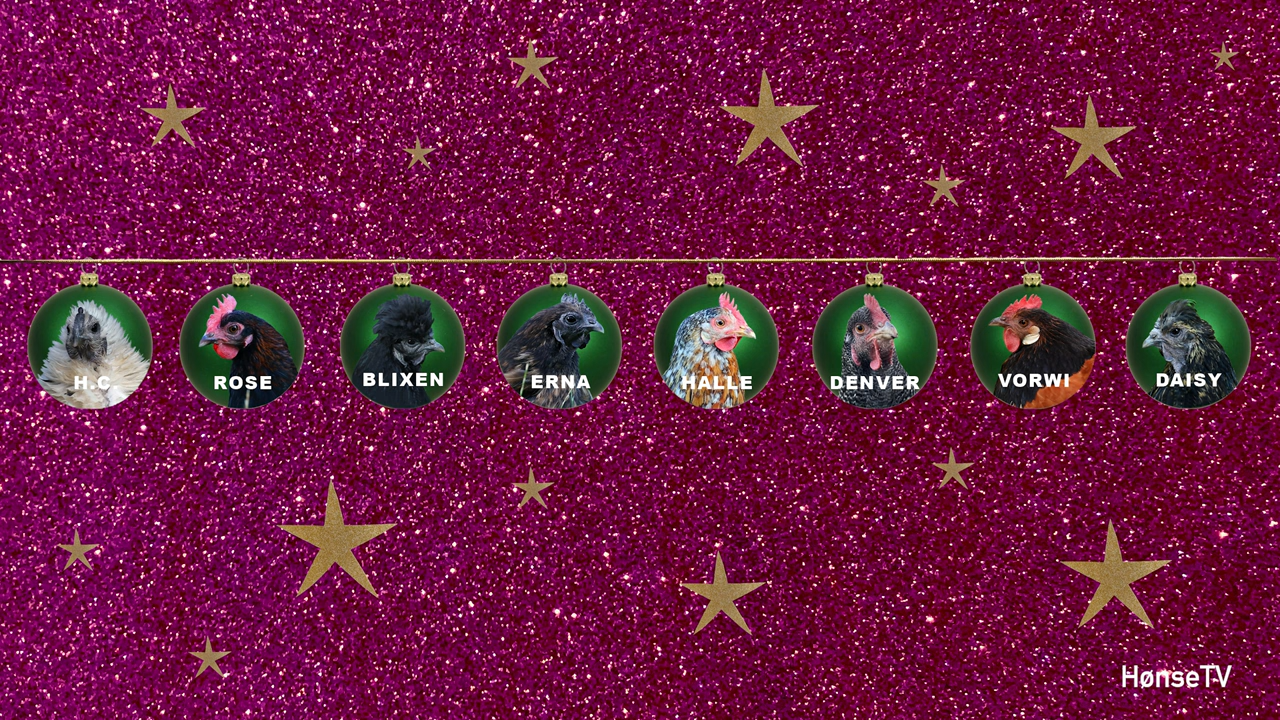 H.C.
ROSE
BLIXEN
ERNA
HALLE
DENVER
VORWI
DAISY
HønseTV